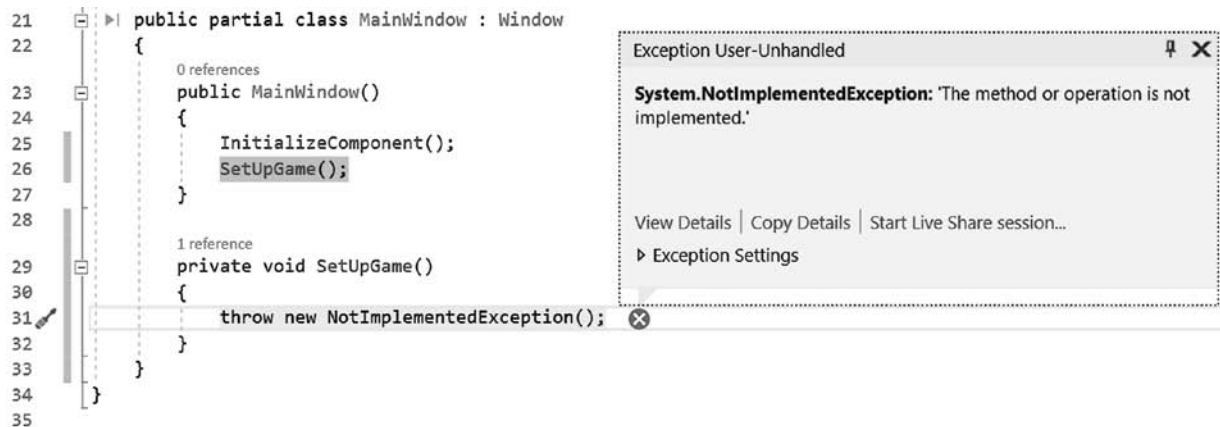 21 public partial class MainWindow : Window
22 {
0 references
23 public MainWindow()
24 {
25 InitializeComponent();
26 SetUpGame();
27 }
28
1 reference
29 private void SetUpGame()
30 {
31 throw new NotImplementedException();
32 }
33 }
34 }
35
Exception User-Unhandled
System.NotImplementedException: 'The method or operation is not
implemented.'
View Details | Copy Details | Start Live Share session...
Exception Settings